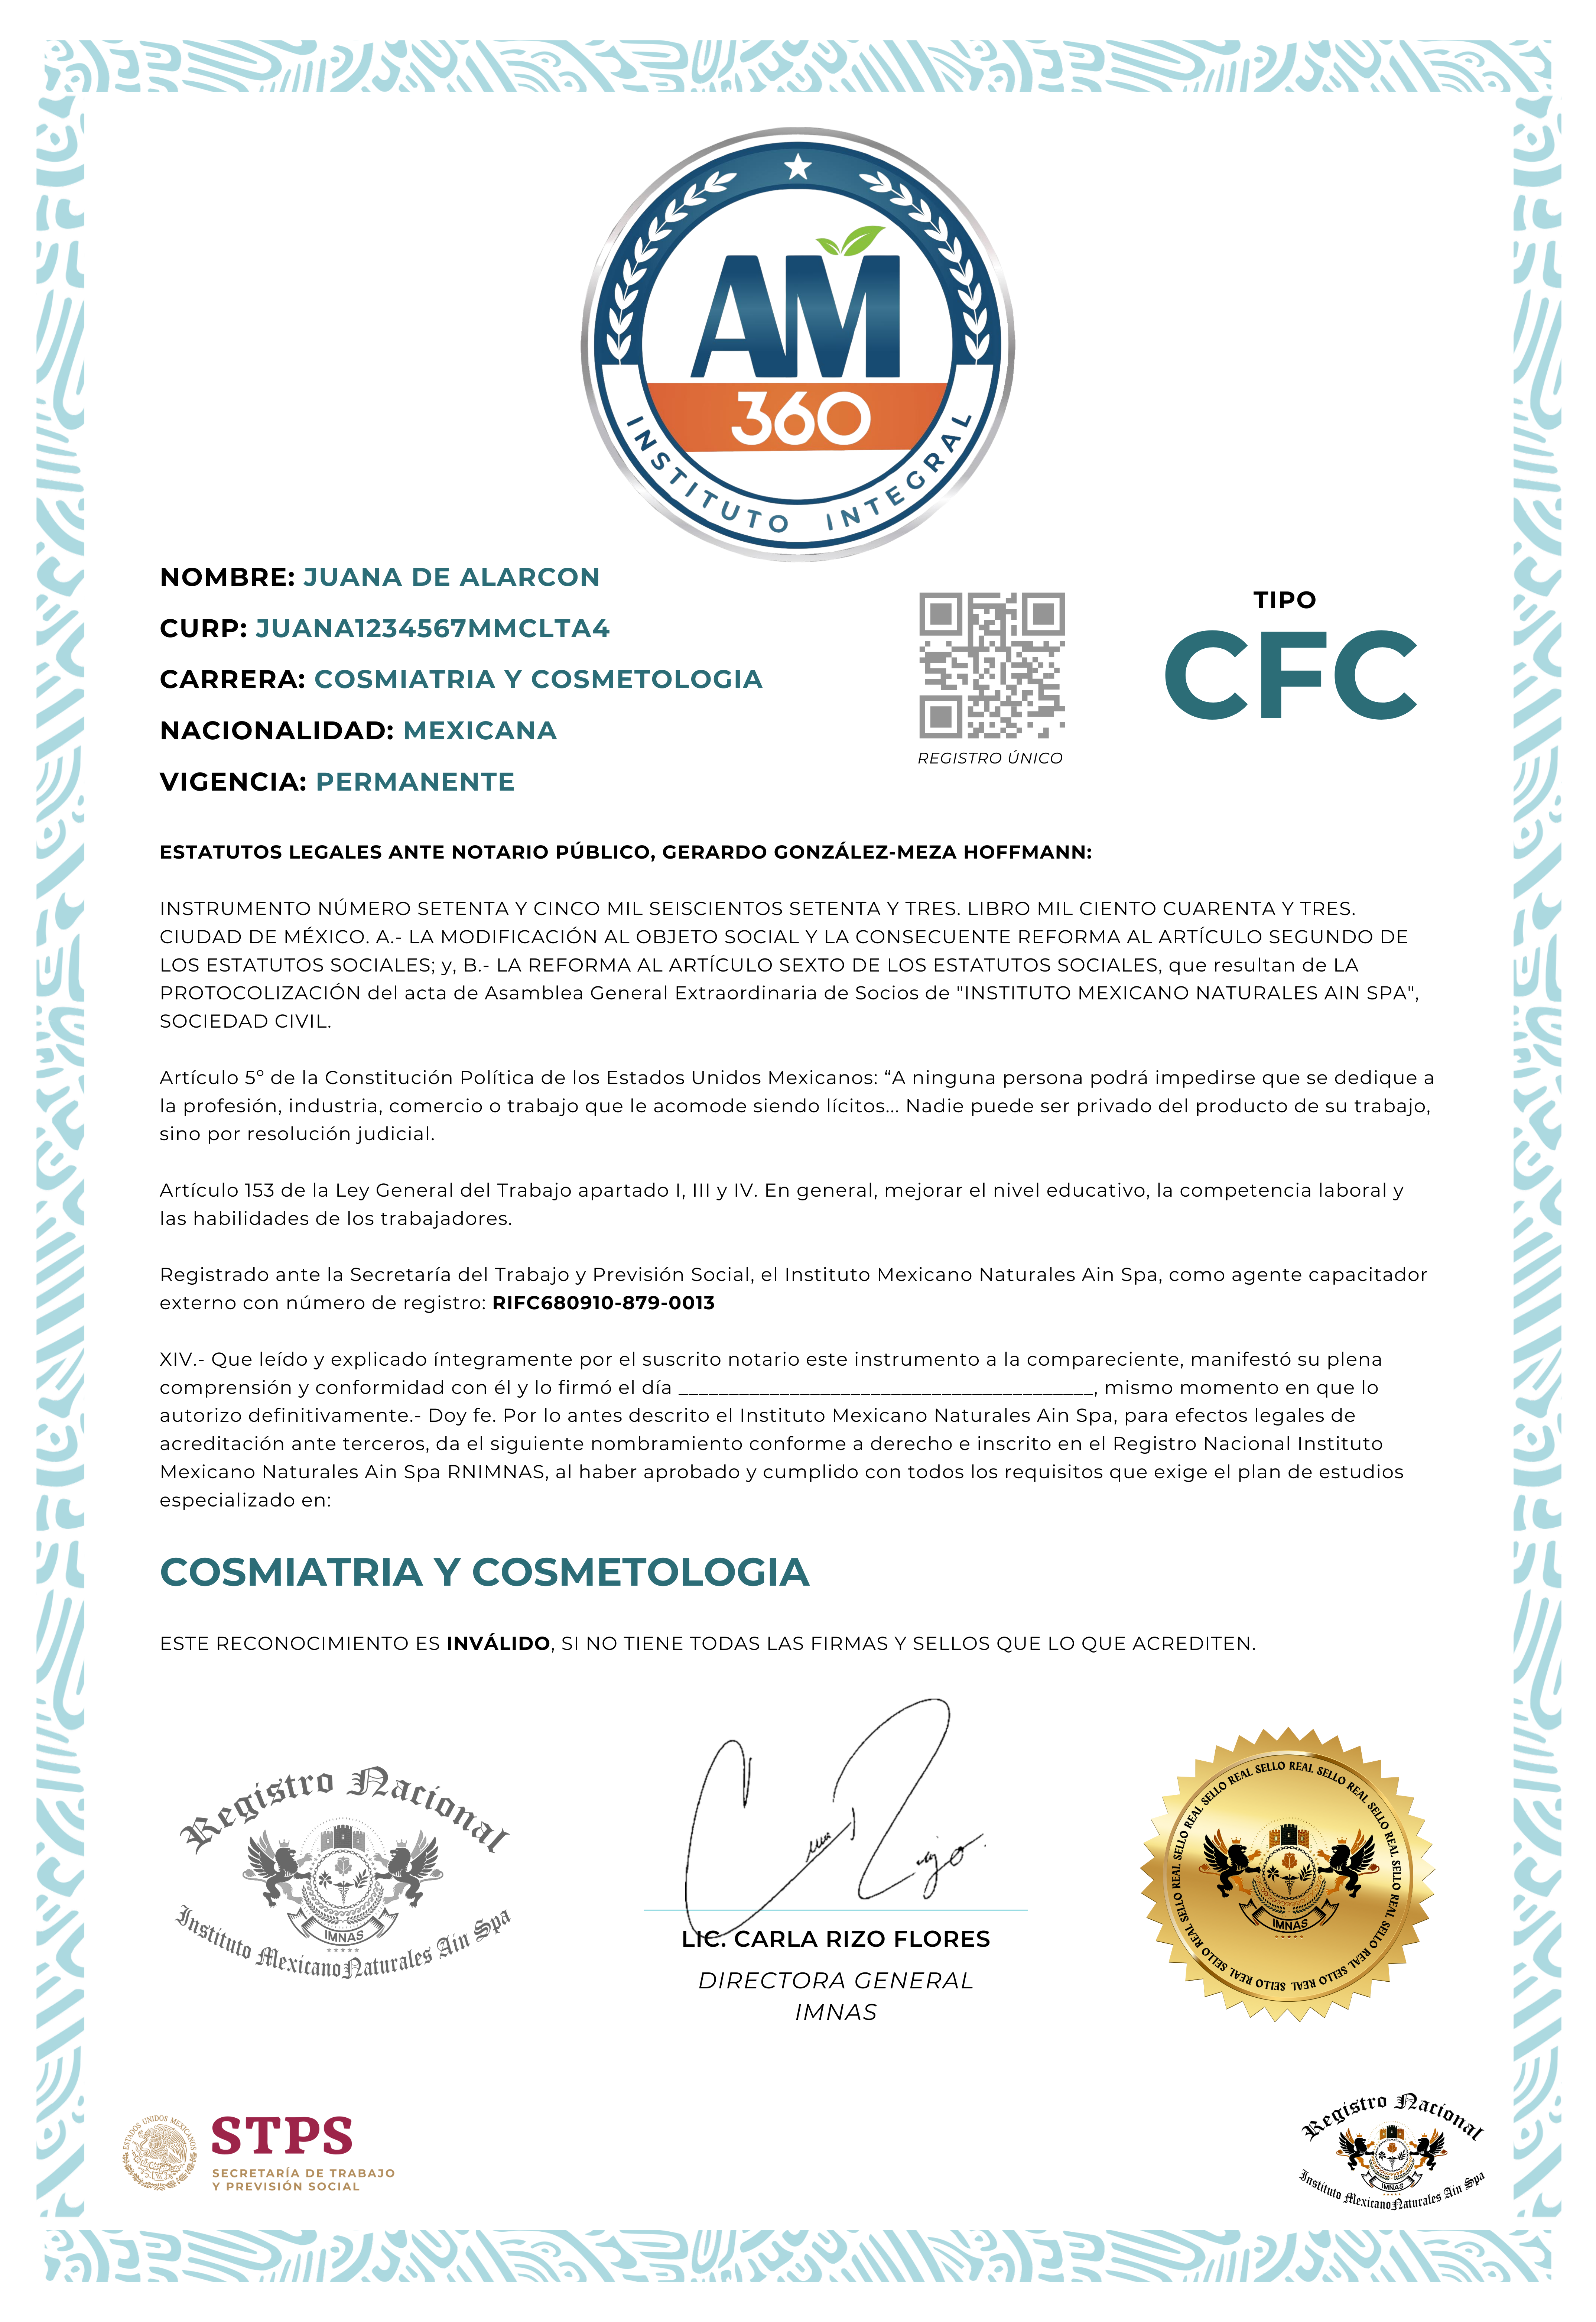 AM
360
INSTITUTO INTEGRAL
NOMBRE: JUANA DE ALARCON
CURP: JUANA1234567MMCLTA4
CARRERA: COSMIATRIA Y COSMETOLOGIA
NACIONALIDAD: MEXICANA
VIGENCIA: PERMANENTE
REGISTRO ÚNICO
TIPO
CFC
ESTATUTOS LEGALES ANTE NOTARIO PÚBLICO, GERARDO GONZÁLEZ-MEZA HOFFMANN:
INSTRUMENTO NÚMERO SETENTA Y CINCO MIL SEISCIENTOS SETENTA Y TRES. LIBRO MIL CIENTO CUARENTA Y TRES.
CIUDAD DE MÉXICO. A.- LA MODIFICACIÓN AL OBJETO SOCIAL Y LA CONSECUENTE REFORMA AL ARTÍCULO SEGUNDO DE
LOS ESTATUTOS SOCIALES; y, B.- LA REFORMA AL ARTÍCULO SEXTO DE LOS ESTATUTOS SOCIALES, que resultan de LA
PROTOCOLIZACIÓN del acta de Asamblea General Extraordinaria de Socios de "INSTITUTO MEXICANO NATURALES AIN SPA",
SOCIEDAD CIVIL.
Artículo 5º de la Constitución Política de los Estados Unidos Mexicanos: “A ninguna persona podrá impedirse que se dedique a
la profesión, industria, comercio o trabajo que le acomode siendo lícitos... Nadie puede ser privado del producto de su trabajo,
sino por resolución judicial.
Artículo 153 de la Ley General del Trabajo apartado I, III y IV. En general, mejorar el nivel educativo, la competencia laboral y
las habilidades de los trabajadores.
Registrado ante la Secretaría del Trabajo y Previsión Social, el Instituto Mexicano Naturales Ain Spa, como agente capacitador
externo con número de registro: RIFC680910-879-0013
XIV.- Que leído y explicado íntegramente por el suscrito notario este instrumento a la compareciente, manifestó su plena
comprensión y conformidad con él y lo firmó el día _________________________________________, mismo momento en que lo
autorizo definitivamente.- Doy fe. Por lo antes descrito el Instituto Mexicano Naturales Ain Spa, para efectos legales de
acreditación ante terceros, da el siguiente nombramiento conforme a derecho e inscrito en el Registro Nacional Instituto
Mexicano Naturales Ain Spa RNIMNAS, al haber aprobado y cumplido con todos los requisitos que exige el plan de estudios
especializado en:
COSMIATRIA Y COSMETOLOGIA
ESTE RECONOCIMIENTO ES INVÁLIDO, SI NO TIENE TODAS LAS FIRMAS Y SELLOS QUE LO QUE ACREDITEN.
Registro Nacional
IMNAS
Instituto Mexicano Naturales Ain Spa
LIC. CARLA RIZO FLORES
DIRECTORA GENERAL
IMNAS
SELLO REAL SELLO REAL SELLO REAL SELLO REAL SELLO REAL SELLO REAL SELLO REAL SELLO REAL SELLO REAL
IMNAS
ESTADOS UNIDOS MEXICANOS
STPS
SECRETARÍA DE TRABAJO
Y PREVISIÓN SOCIAL
Registro Nacional
IMNAS
Instituto Mexicano Naturales Ain Spa